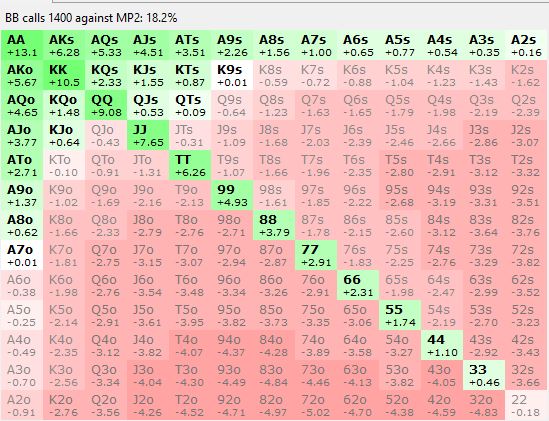 BB calls 1400 against MP2: 18.2%
AA AKs AQs AJs ATs A9s A8s A7s A6s A5s A4s A3s A2s
+13.1 +6.28 +5.33 +4.51 +3.51 +2.26 +1.56 +1.00 +0.65 +0.77 +0.54 +0.35 +0.16
AKo KK KQs KJs KTs K9s K8s K7s K6s K5s K4s K3s K2s
+5.67 +10.5 +2.33 +1.55 +0.87 +0.01 -0.59 -0.72 -0.88 -1.04 -1.23 -1.43 -1.62
AQo KQo QQ QJs QTs Q9s Q8s Q7s Q6s Q5s Q4s Q3s Q2s
+4.65 +1.48 +9.08 +0.53 +0.09 -0.64 -1.23 -1.63 -1.65 -1.79 -1.98 -2.19 -2.39
AJo KJo QJo JJ JTs J9s J8s J7s J6s J5s J4s J3s J2s
+3.77 +0.64 -0.43 +7.65 -0.31 -1.09 -1.68 -2.03 -2.39 -2.46 -2.66 -2.86 -3.07
ATo KTo QTo JTo TT T9s T8s T7s T6s T5s T4s T3s T2s
+2.71 -0.10 -0.91 -1.31 +6.26 -1.07 -1.66 -1.96 -2.35 -2.80 -2.91 -3.12 -3.32
A9o K9o Q9o J9o T9o 99 98s 97s 96s 95s 94s 93s 92s
+1.37 -1.02 -1.69 -2.16 -2.13 +4.93 -1.61 -1.85 -2.22 -2.68 -3.19 -3.31 -3.51
A8o K8o Q8o J8o T8o 98o 88 87s 86s 85s 84s 83s 82s
+0.62 -1.66 -2.33 -2.79 -2.76 -2.71 +3.79 -1.78 -2.15 -2.60 -3.12 -3.64 -3.76
A7o K7o Q7o J7o T7o 97o 87o 77 76s 75s 74s 73s 72s
+0.01 -1.81 -2.75 -3.15 -3.07 -2.94 -2.87 +2.91 -1.83 -2.25 -2.76 -3.29 -3.82
A6o K6o Q6o J6o T6o 96o 86o 76o 66 65s 64s 63s 62s
-0.38 -1.98 -2.76 -3.54 -3.48 -3.34 -3.26 -2.91 +2.31 -1.98 -2.47 -2.99 -3.52
A5o K5o Q5o J5o T5o 95o 85o 75o 65o 55 54s 53s 52s
-0.25 -2.14 -2.91 -3.61 -3.95 -3.82 -3.73 -3.35 -3.06 +1.74 -2.19 -2.70 -3.23
A4o K4o Q4o J4o T4o 94o 84o 74o 64o 54o 44 43s 42s
-0.49 -2.35 -3.12 -3.82 -4.07 -4.37 -4.28 -3.89 -3.58 -3.27 +1.10 -2.92 -3.43
A3o K3o Q3o J3o T3o 93o 83o 73o 63o 53o 43o 33 32s
-0.70 -2.56 -3.34 -4.04 -4.30 -4.49 -4.84 -4.46 -4.13 -3.82 -4.05 +0.46 -3.66
A2o K2o Q2o J2o T2o 92o 82o 72o 62o 52o 42o 32o 22
-0.91 -2.76 -3.56 -4.26 -4.52 -4.71 -4.97 -5.02 -4.70 -4.38 -4.59 -4.83 -0.18